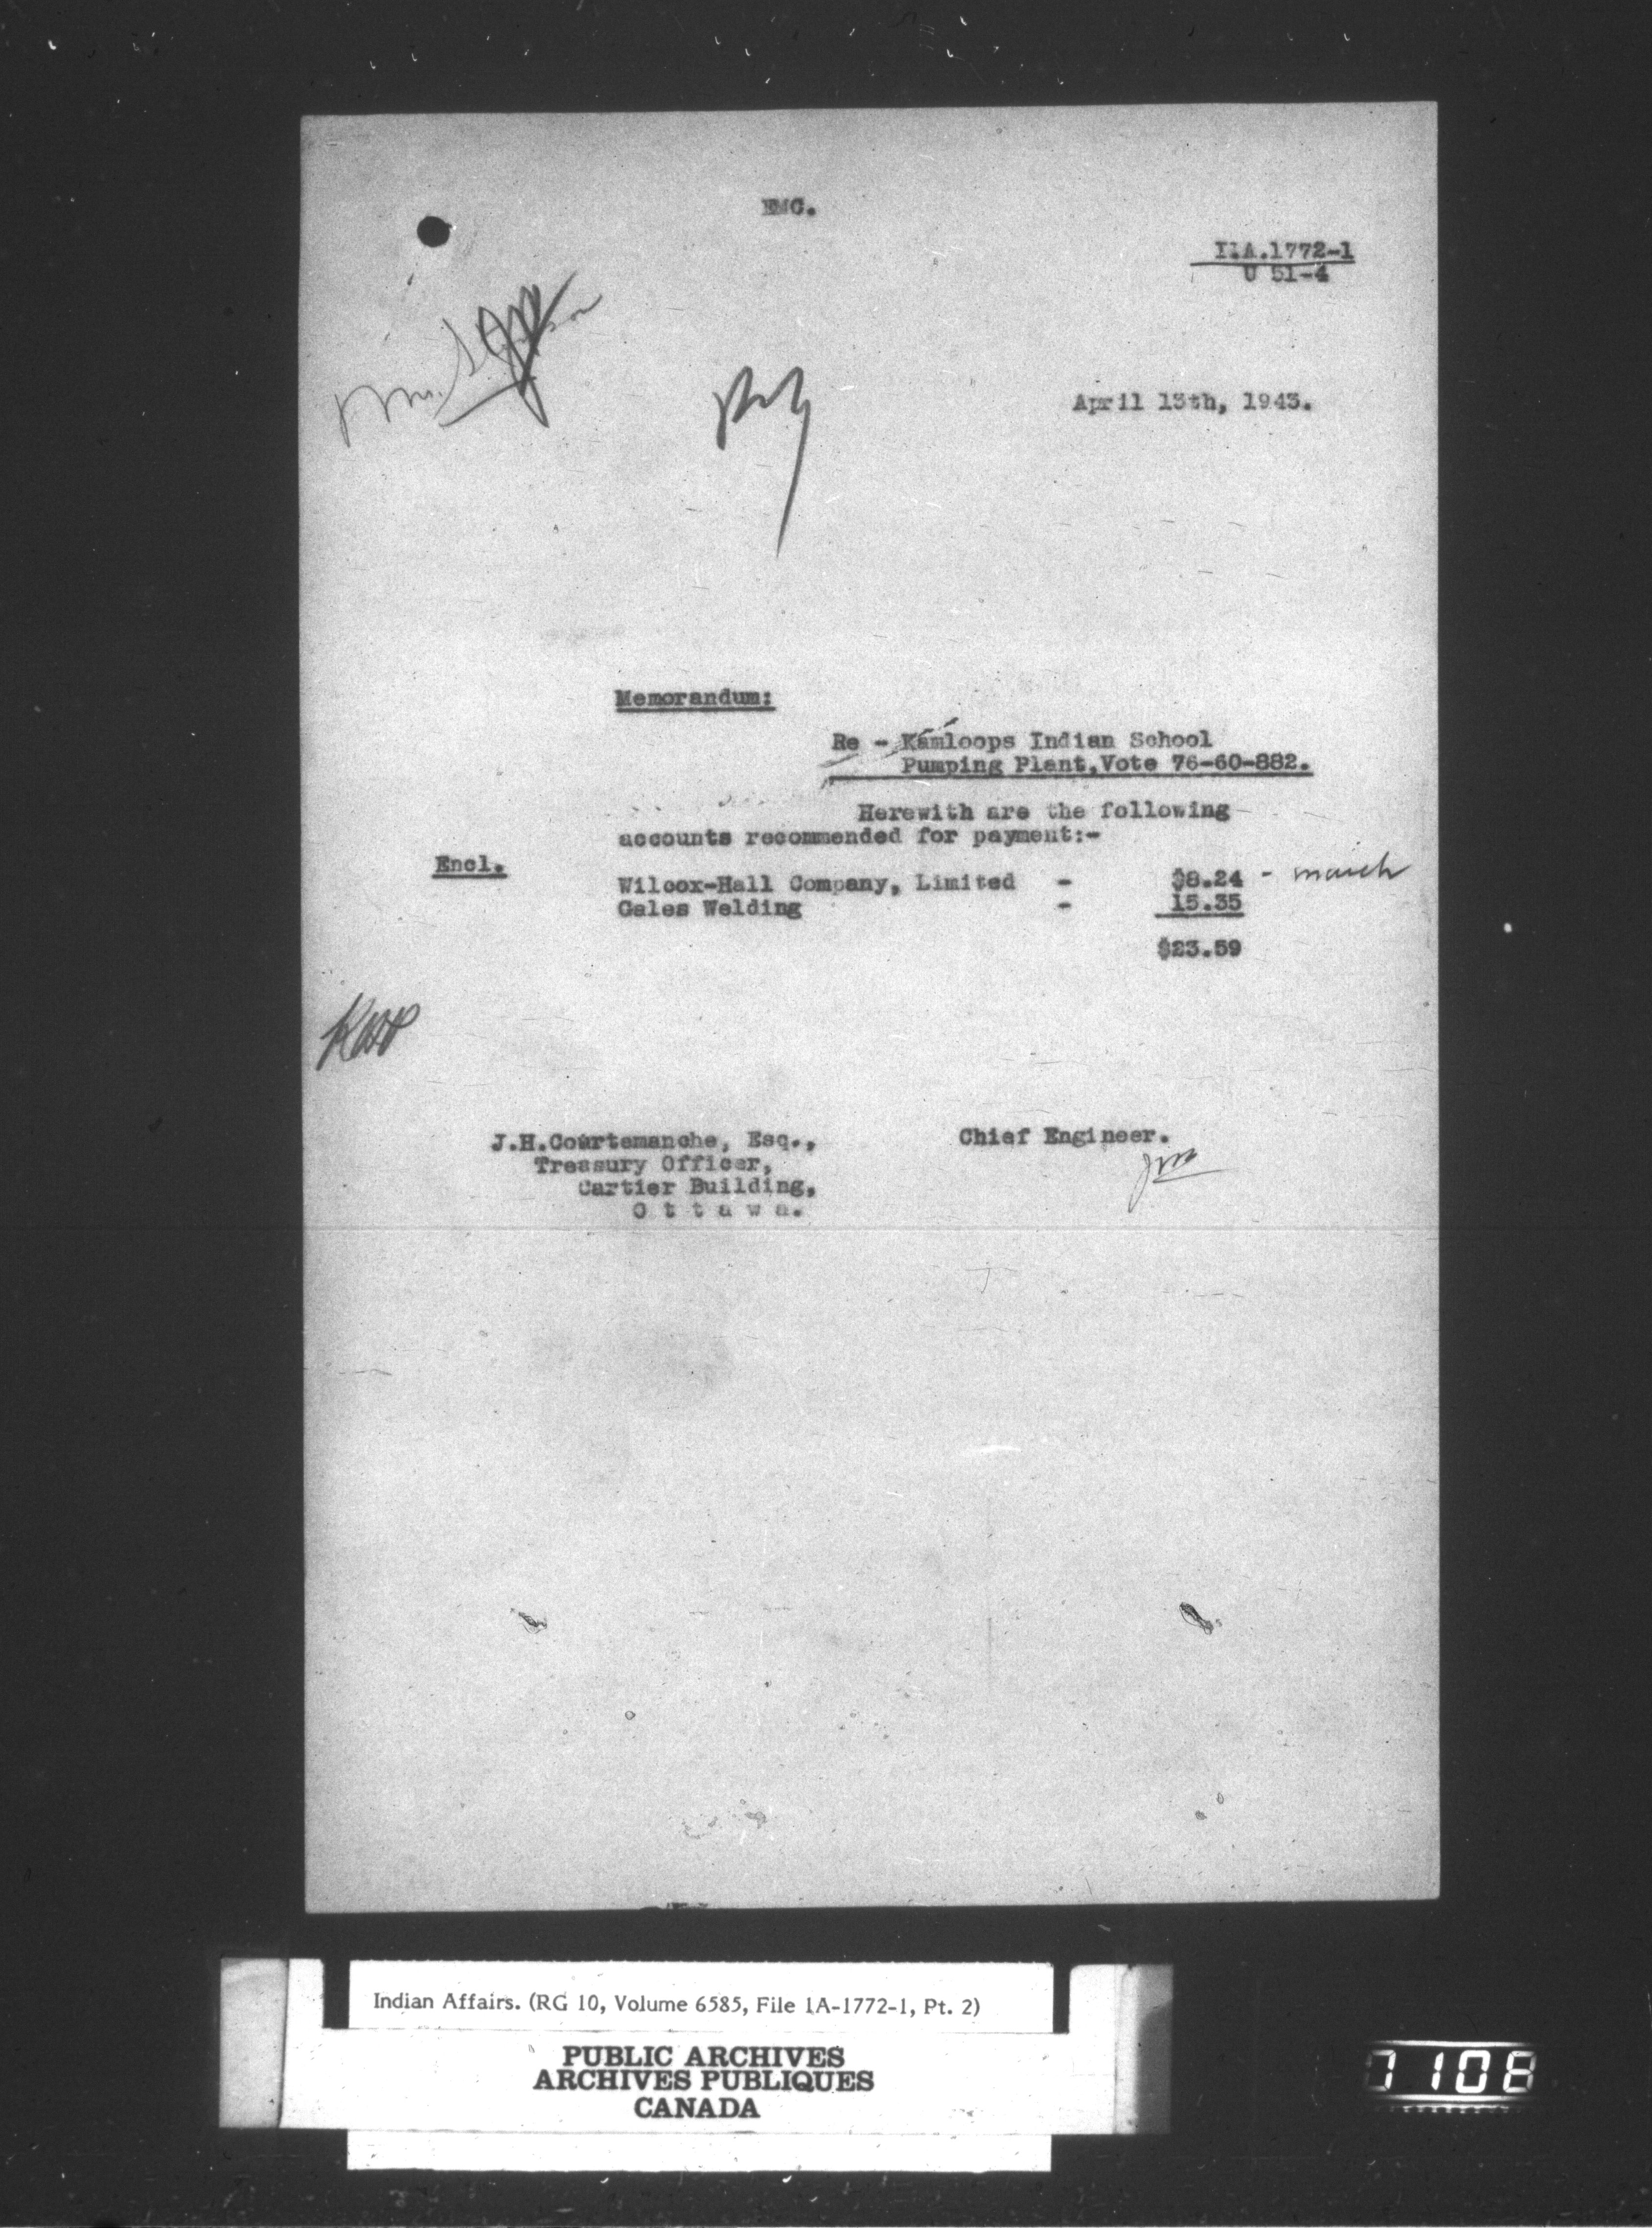 EMC.
I.A.1772-1
U 51-4
April 13th, 1943.
Memorandum:
Re - Kamloops Indian School
Pumping Plant, Vote 76-60-882.
Herewith are the following
accounts recommended for payment:-
Encl.
Wilcox-Hall Company, Limited - $8.24 - march
Gales Welding - 15.35
$23.59
J.H.Courtemanche, Esq.,
Treasury Officer,
Cartier Building,
O t t a w a.
Chief Engineer.
Indian Affairs. (RG 10, Volume 6585, File 1A-1772-1, Pt. 2)
PUBLIC ARCHIVES
ARCHIVES PUBLIQUES
CANADA
1108